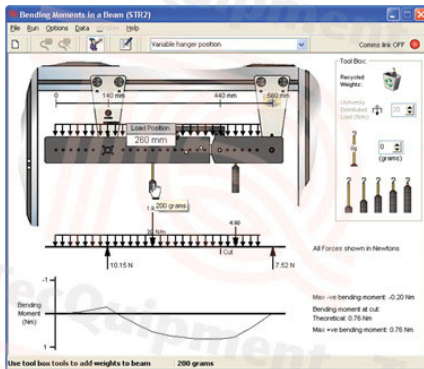 Bending Moments in a Beam (STR2)
File Run Options Data Window Help
Variable hanger position
Comms link OFF
Tool Box:
Recycled
Weights:
Uniformly
Distributed
Load (N/m)
20
0
(grams)
0 140 mm 440 mm 560 mm
Load Position
260 mm
200 grams
4.90
20 N/m
Cut
10.15 N
7.52 N
All Forces shown in Newtons
-1
Bending
Moment
(Nm)
1
Max -ve bending moment: -0.20 Nm
Bending moment at cut:
Theoretical: 0.76 Nm
Max +ve bending moment: 0.76 Nm
Use tool box tools to add weights to beam 200 grams